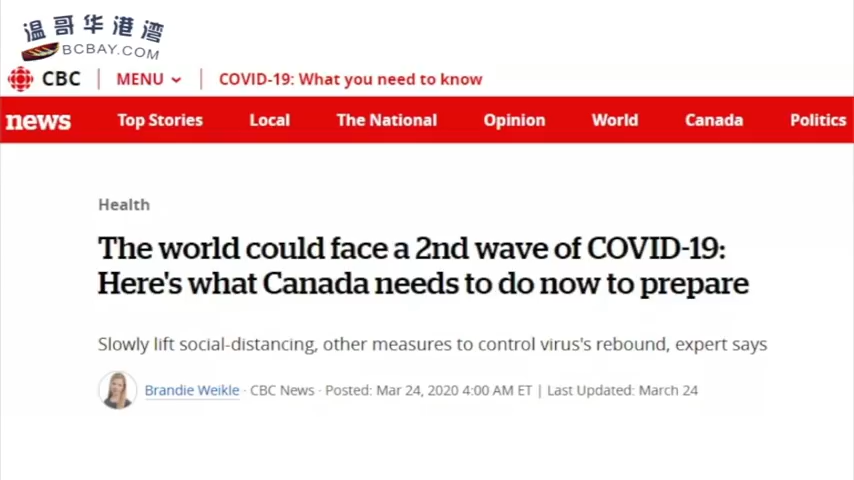 温哥华港湾
BCBAY.COM
CBC | MENU | COVID-19: What you need to know
news Top Stories Local The National Opinion World Canada Politics
Health
The world could face a 2nd wave of COVID-19:
Here's what Canada needs to do now to prepare
Slowly lift social-distancing, other measures to control virus's rebound, expert says
Brandie Weikle · CBC News · Posted: Mar 24, 2020 4:00 AM ET | Last Updated: March 24